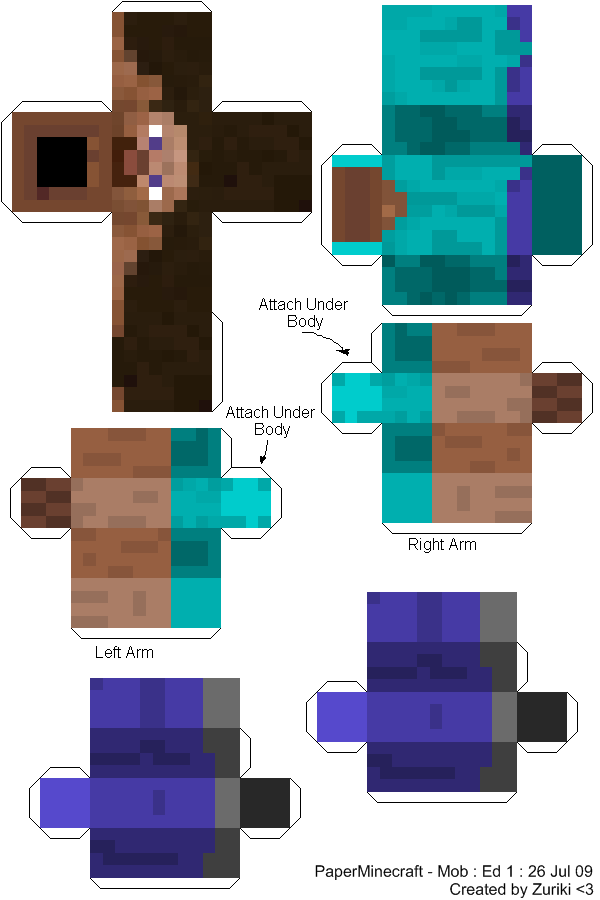 Attach Under
Body
Attach Under
Body
Right Arm
Left Arm
PaperMinecraft - Mob : Ed 1 : 26 Jul 09
Created by Zuriki <3